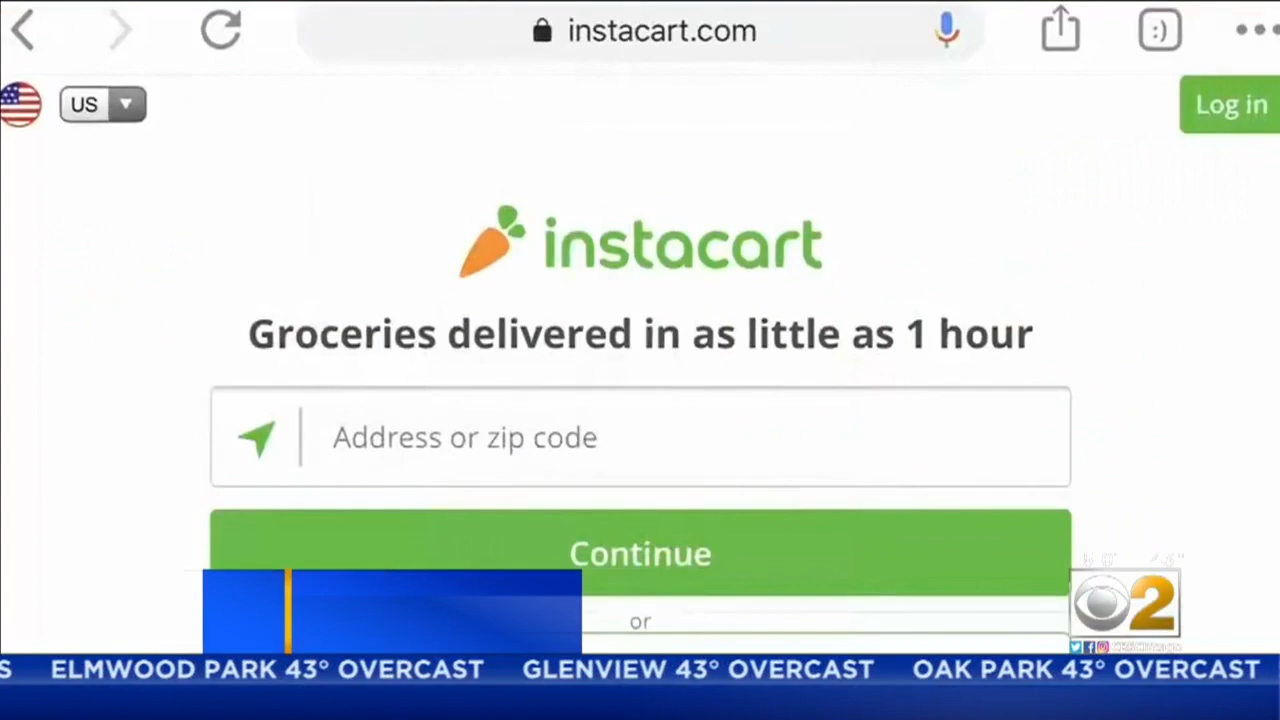 instacart.com
:)
US
Log in
instacart
Groceries delivered in as little as 1 hour
Address or zip code
Continue
or
2
ELMWOOD PARK 43° OVERCAST GLENVIEW 43° OVERCAST OAK PARK 43° OVERCAST